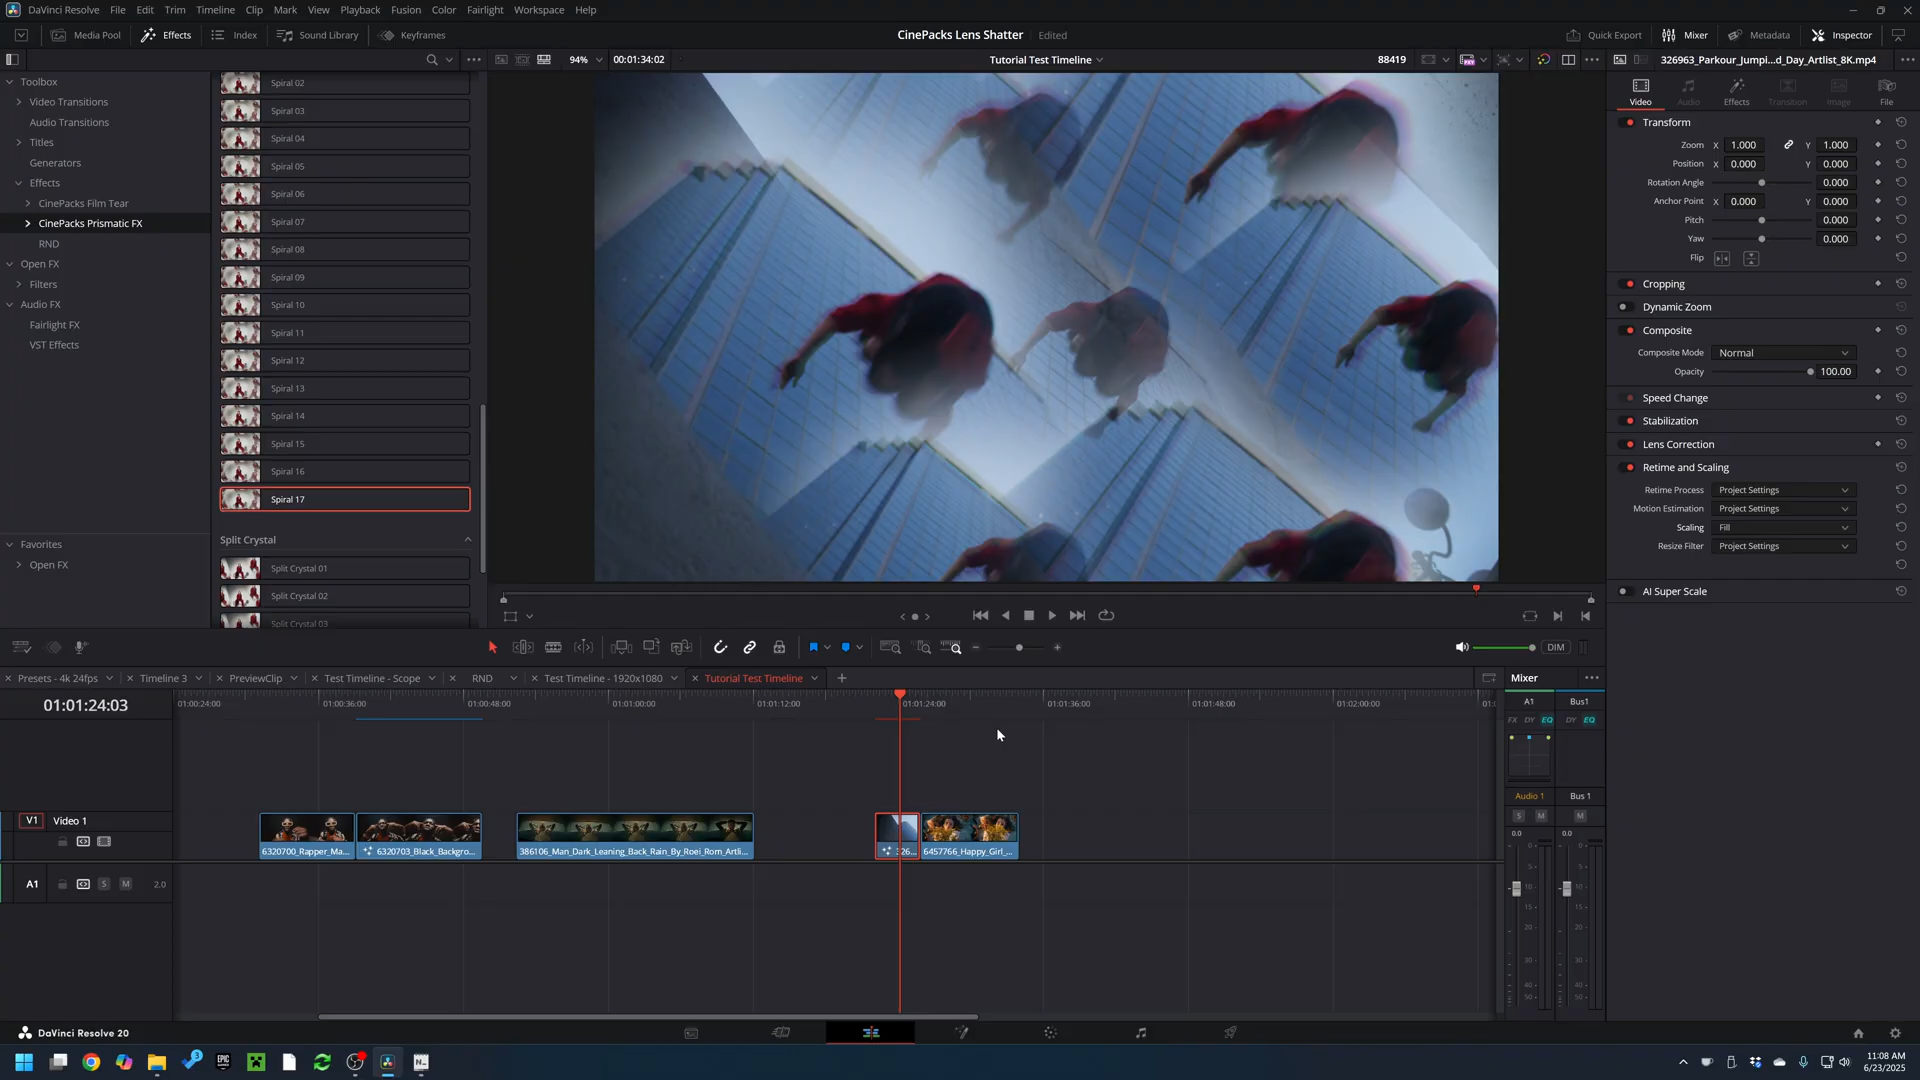 DaVinci Resolve File Edit Trim Timeline Clip Mark View Playback Fusion Color Fairlight Workspace Help
Media Pool Effects Index Sound Library Keyframes CinePacks Lens Shatter Edited Quick Export Mixer Metadata Inspector
94% 00:01:34:02 Tutorial Test Timeline 88419 326963_Parkour_Jumpi...d_Day_Artlist_8K.mp4
Toolbox
Video Transitions
Audio Transitions
Titles
Generators
Effects
CinePacks Film Tear
CinePacks Prismatic FX
RND
Open FX
Filters
Audio FX
Fairlight FX
VST Effects
Favorites
Open FX
Spiral 02
Spiral 03
Spiral 04
Spiral 05
Spiral 06
Spiral 07
Spiral 08
Spiral 09
Spiral 10
Spiral 11
Spiral 12
Spiral 13
Spiral 14
Spiral 15
Spiral 16
Spiral 17
Split Crystal
Split Crystal 01
Split Crystal 02
Split Crystal 03
Video Audio Effects Transition Image File
Transform
Zoom X 1.000 Y 1.000
Position X 0.000 Y 0.000
Rotation Angle 0.000
Anchor Point X 0.000 Y 0.000
Pitch 0.000
Yaw 0.000
Flip
Cropping
Dynamic Zoom
Composite
Composite Mode Normal
Opacity 100.00
Speed Change
Stabilization
Lens Correction
Retime and Scaling
Retime Process Project Settings
Motion Estimation Project Settings
Scaling Fill
Resize Filter Project Settings
AI Super Scale
DIM
Presets - 4k 24fps Timeline 3 PreviewClip Test Timeline - Scope RND Test Timeline - 1920x1080 Tutorial Test Timeline Mixer
01:01:24:03 01:00:24:00 01:00:36:00 01:00:48:00 01:01:00:00 01:01:12:00 01:01:24:00 01:01:36:00 01:01:48:00 01:02:00:00
V1 Video 1
6320700_Rapper_Ma... 6320703_Black_Backgro... 386106_Man_Dark_Leaning_Back_Rain_By_Roei_Rom_Artli... 326... 6457766_Happy_Girl_...
A1 S M 2.0
A1 Bus1
FX DY EQ DY EQ
Audio 1 Bus 1
S M M
0.0 0.0
DaVinci Resolve 20
11:08 AM
6/23/2025